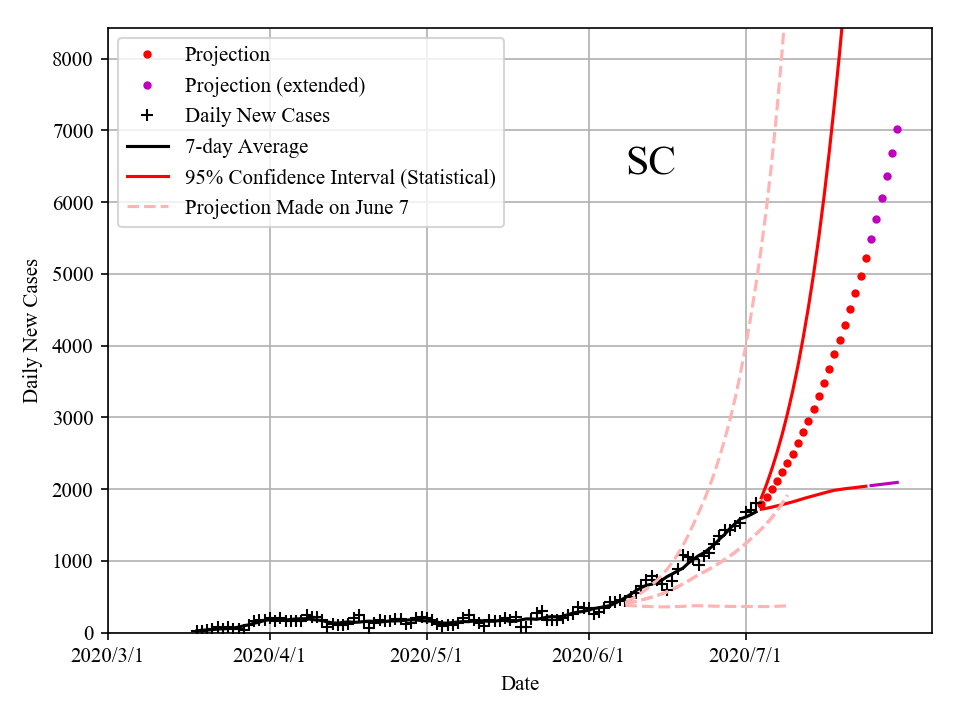 8000
7000
6000
5000
4000
3000
2000
1000
0
Daily New Cases
Projection
Projection (extended)
Daily New Cases
7-day Average
95% Confidence Interval (Statistical)
Projection Made on June 7
SC
2020/3/1 2020/4/1 2020/5/1 2020/6/1 2020/7/1
Date